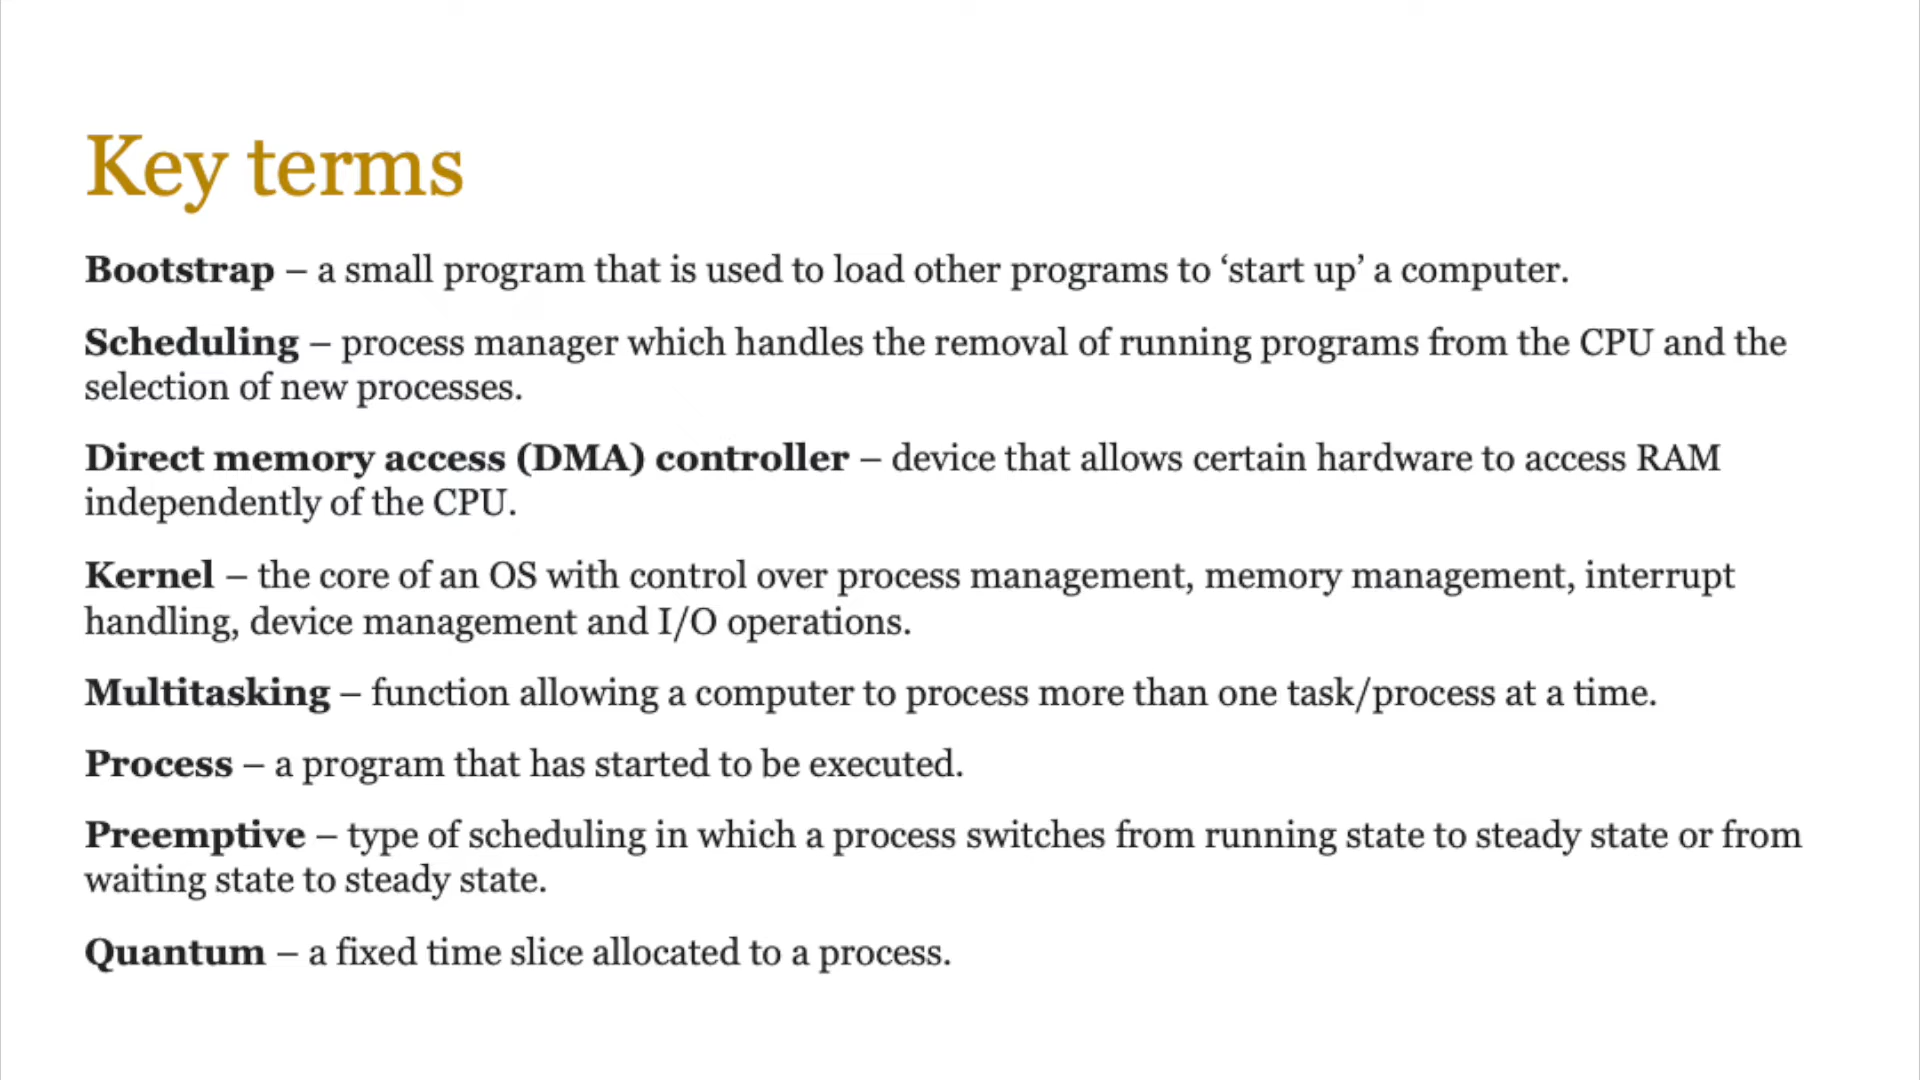 Key terms
Bootstrap – a small program that is used to load other programs to ‘start up’ a computer.
Scheduling – process manager which handles the removal of running programs from the CPU and the
selection of new processes.
Direct memory access (DMA) controller – device that allows certain hardware to access RAM
independently of the CPU.
Kernel – the core of an OS with control over process management, memory management, interrupt
handling, device management and I/O operations.
Multitasking – function allowing a computer to process more than one task/process at a time.
Process – a program that has started to be executed.
Preemptive – type of scheduling in which a process switches from running state to steady state or from
waiting state to steady state.
Quantum – a fixed time slice allocated to a process.